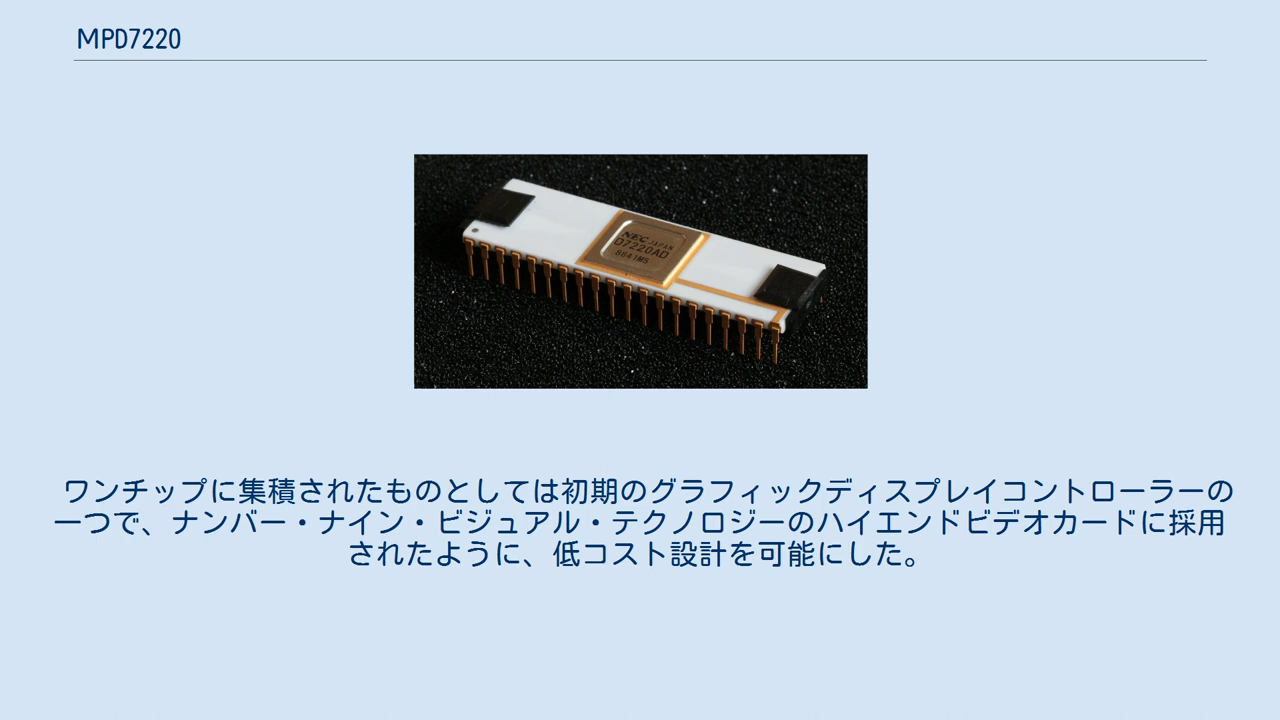 MPD7220
NEC JAPAN
D7220AD
8641M5
ワンチップに集積されたものとしては初期のグラフィックディスプレイコントローラーの
一つで、ナンバー・ナイン・ビジュアル・テクノロジーのハイエンドビデオカードに採用
されたように、低コスト設計を可能にした。